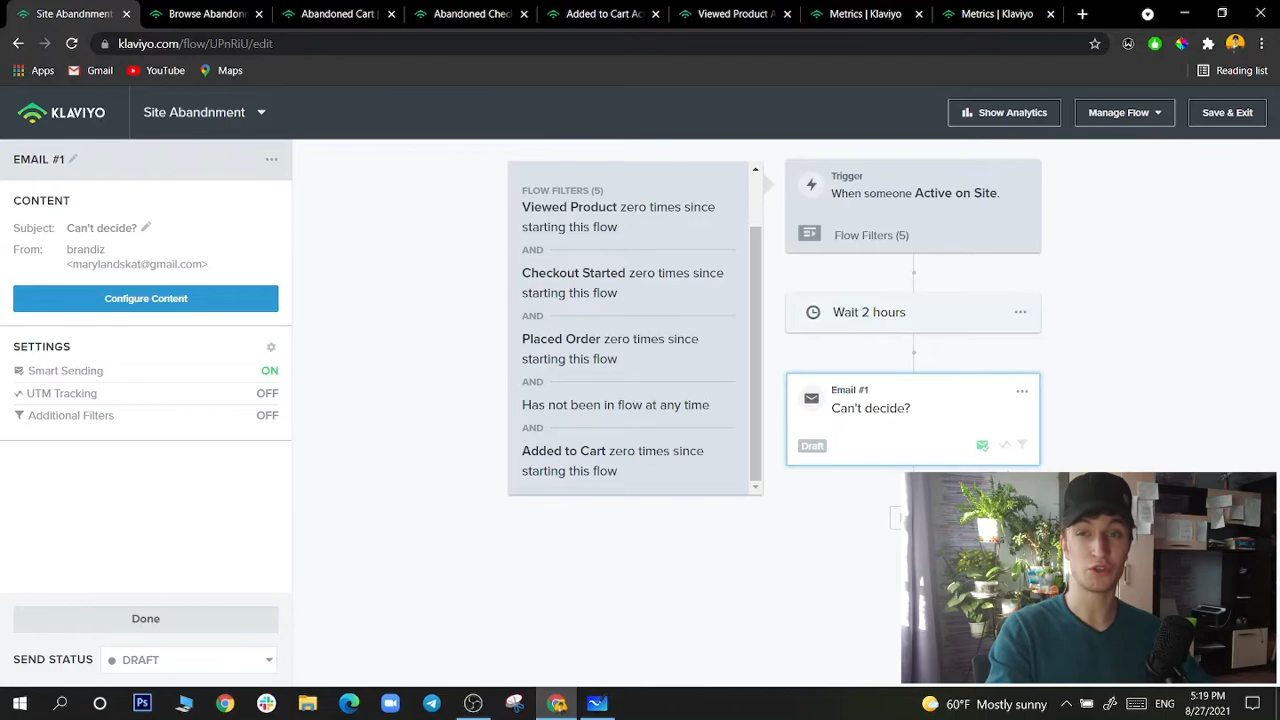 Site Abandnment
Browse Abandonn
Abandoned Cart |
Abandoned Chec
Added to Cart Ac
Viewed Product A
Metrics | Klaviyo
Metrics | Klaviyo
klaviyo.com/flow/UPnRiU/edit
Apps
Gmail
YouTube
Maps
Reading list
KLAVIYO
Site Abandnment
Show Analytics
Manage Flow
Save & Exit
EMAIL #1
CONTENT
Subject: Can't decide?
From: brandiz
<marylandskat@gmail.com>
Configure Content
SETTINGS
Smart Sending ON
UTM Tracking OFF
Additional Filters OFF
Done
SEND STATUS DRAFT
FLOW FILTERS (5)
Viewed Product zero times since
starting this flow
AND
Checkout Started zero times since
starting this flow
AND
Placed Order zero times since
starting this flow
AND
Has not been in flow at any time
AND
Added to Cart zero times since
starting this flow
Trigger
When someone Active on Site.
Flow Filters (5)
Wait 2 hours
Email #1
Can't decide?
Draft
Ps
60°F Mostly sunny
ENG
5:19 PM
8/27/2021